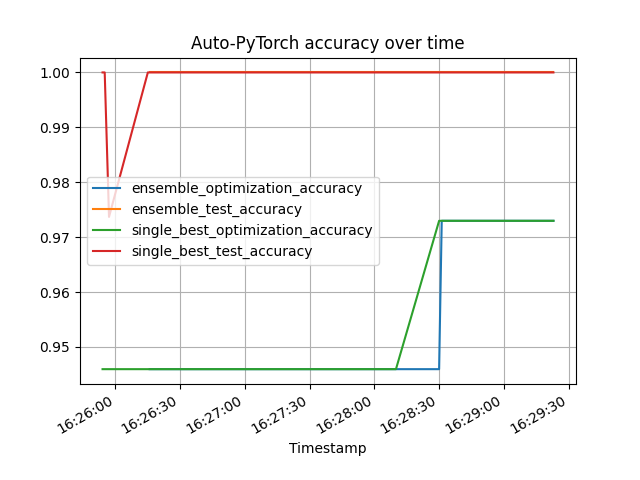 Auto-PyTorch accuracy over time
1.00
0.99
0.98
0.97
0.96
0.95
ensemble_optimization_accuracy
ensemble_test_accuracy
single_best_optimization_accuracy
single_best_test_accuracy
16:26:00
16:26:30
16:27:00
16:27:30
16:28:00
16:28:30
16:29:00
16:29:30
Timestamp